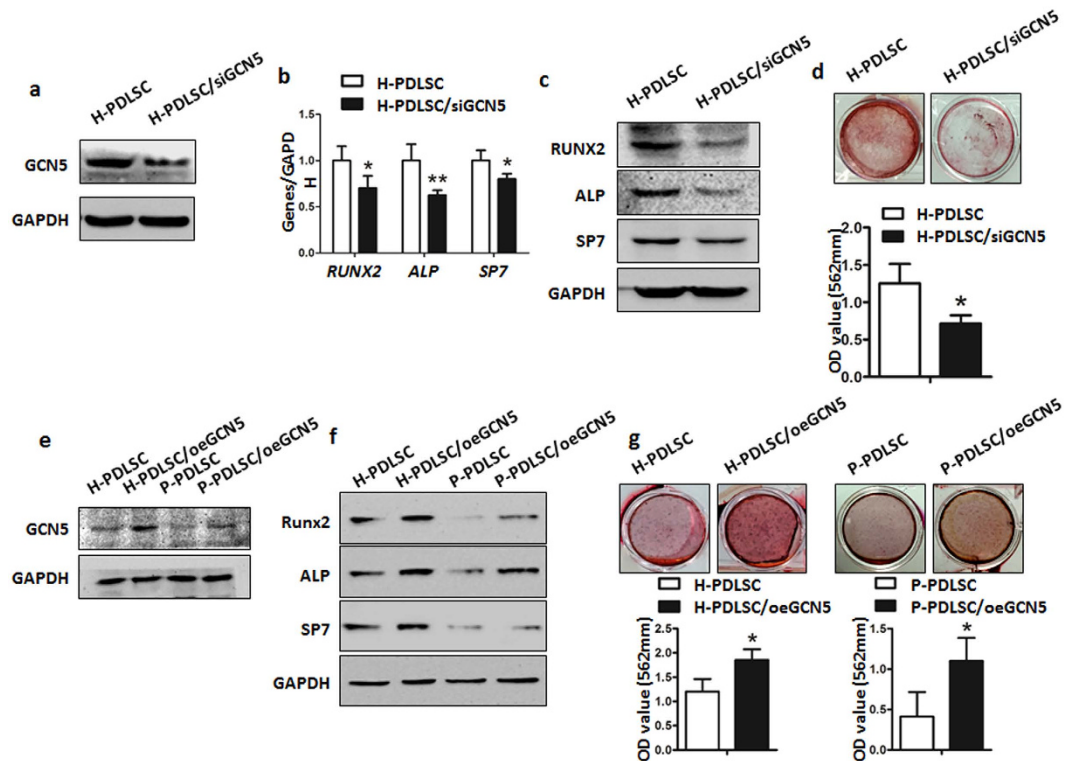 a
H-PDLSC
H-PDLSC/siGCN5
GCN5
GAPDH
b
H-PDLSC
H-PDLSC/siGCN5
Genes/GAPD
H
1.5
1.0
0.5
0.0
*
**
*
RUNX2
ALP
SP7
c
H-PDLSC
H-PDLSC/siGCN5
RUNX2
ALP
SP7
GAPDH
d
H-PDLSC
H-PDLSC/siGCN5
H-PDLSC
H-PDLSC/siGCN5
OD value (562mm)
2.0
1.5
1.0
0.5
0.0
*
e
H-PDLSC
H-PDLSC/oeGCN5
P-PDLSC
P-PDLSC/oeGCN5
GCN5
GAPDH
f
H-PDLSC
H-PDLSC/oeGCN5
P-PDLSC
P-PDLSC/oeGCN5
Runx2
ALP
SP7
GAPDH
g
H-PDLSC
H-PDLSC/oeGCN5
P-PDLSC
P-PDLSC/oeGCN5
H-PDLSC
H-PDLSC/oeGCN5
OD value (562mm)
2.5
2.0
1.5
1.0
0.5
0.0
*
P-PDLSC
P-PDLSC/oeGCN5
OD value (562mm)
1.5
1.0
0.5
0.0
*